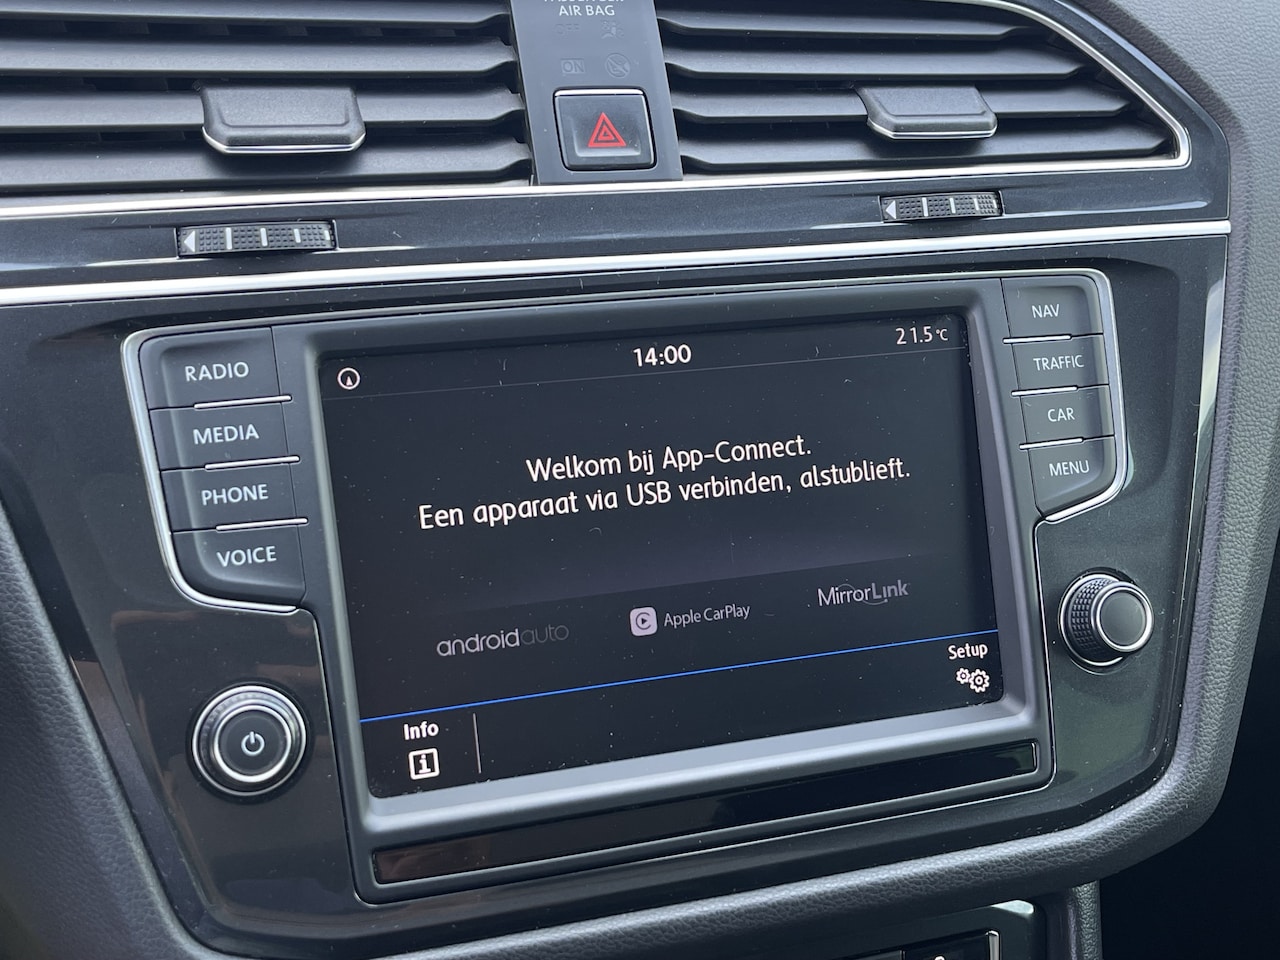 AIR BAG
OFF
ON
RADIO
MEDIA
PHONE
VOICE
14:00
21.5°C
Welkom bij App-Connect.
Een apparaat via USB verbinden, alstublieft.
androidauto
Apple CarPlay
MirrorLink
Setup
Info
NAV
TRAFFIC
CAR
MENU